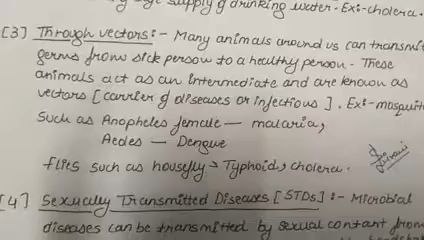 supply of drinking water. Ex:- cholera.
[3] Through vectors:- Many animals around us can transmit
germs from sick person to a healthy person. These
animals act as an intermediate and are known as
vectors [carrier of diseases or infectious]. Ex:- mosquit
Such as Anopheles female — malaria,
Aedes — Dengue
flies such as housefly → Typhoid, cholera.
[4] Sexually Transmitted Diseases [STDs] :- Microbial
diseases can be transmitted by sexual contact from